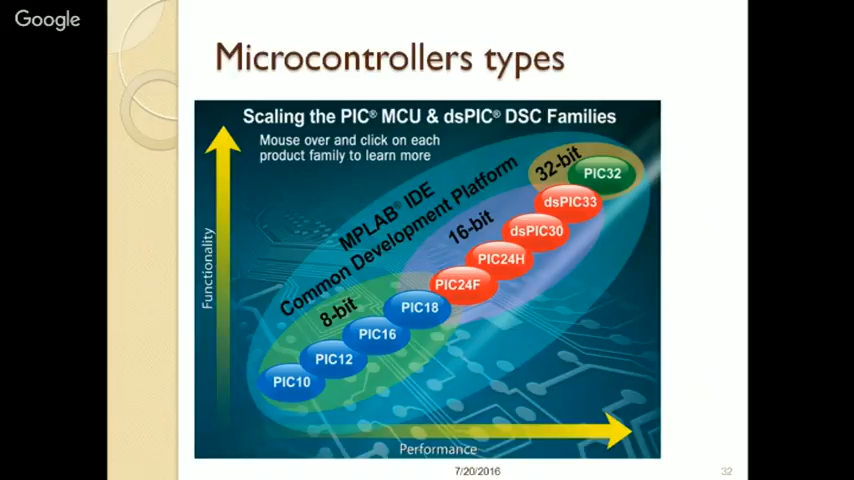 Google
Microcontrollers types
Scaling the PIC® MCU & dsPIC® DSC Families
Mouse over and click on each
product family to learn more
32-bit
PIC32
MPLAB® IDE
Common Development Platform
dsPIC33
16-bit
dsPIC30
PIC24H
PIC24F
8-bit
PIC18
PIC16
PIC12
PIC10
Functionality
Performance
7/20/2016
32